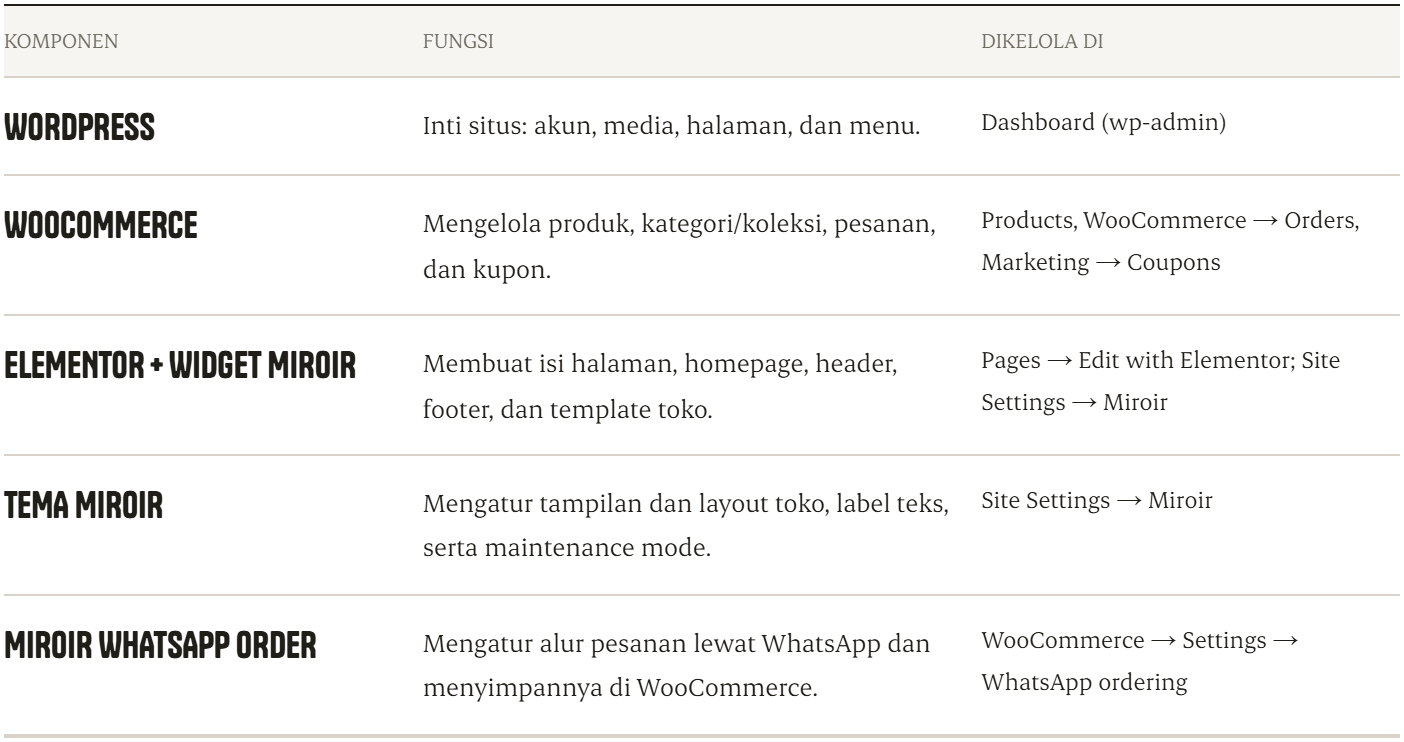 KOMPONEN FUNGSI DIKELOLA DI
WORDPRESS Inti situs: akun, media, halaman, dan menu. Dashboard (wp-admin)
WOOCOMMERCE Mengelola produk, kategori/koleksi, pesanan, Products, WooCommerce → Orders,
dan kupon. Marketing → Coupons
ELEMENTOR + WIDGET MIROIR Membuat isi halaman, homepage, header, Pages → Edit with Elementor; Site
footer, dan template toko. Settings → Miroir
TEMA MIROIR Mengatur tampilan dan layout toko, label teks, Site Settings → Miroir
serta maintenance mode.
MIROIR WHATSAPP ORDER Mengatur alur pesanan lewat WhatsApp dan WooCommerce → Settings →
menyimpannya di WooCommerce. WhatsApp ordering